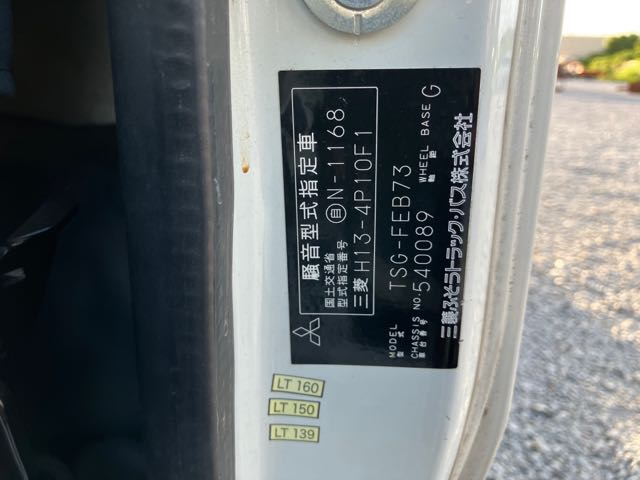 騒音型式指定車
国土交通省
型式指定番号 自N-1168
三菱 H13-4P10F1
MODEL
型式 TSG-FEB73
CHASSIS NO.
車台番号 540089 WHEEL BASE
軸距 G
三菱ふそうトラック・バス株式会社
LT 160
LT 150
LT 139